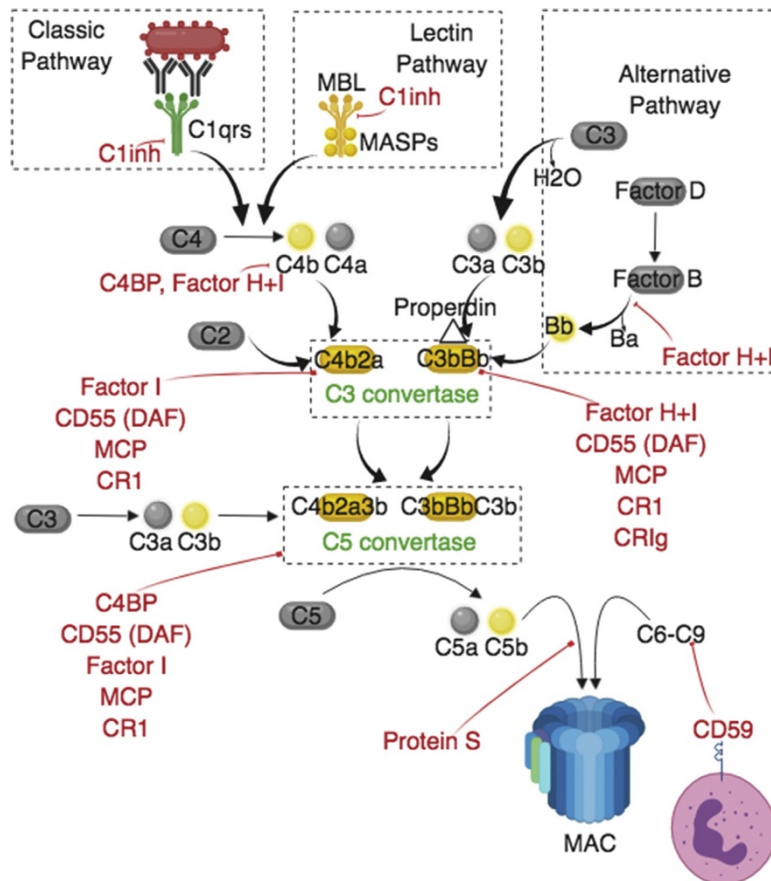 Classic
Pathway
C1qrs
C1inh
Lectin
Pathway
MBL
C1inh
MASPs
Alternative
Pathway
C3
H2O
Factor D
Factor B
Bb
Ba
Factor H+I
C4
C4b C4a
C4BP, Factor H+I
C3a C3b
Properdin
C2
C4b2a
C3bBb
C3 convertase
Factor I
CD55 (DAF)
MCP
CR1
Factor H+I
CD55 (DAF)
MCP
CR1
CRIg
C3
C3a C3b
C4b2a3b
C3bBbC3b
C5 convertase
C4BP
CD55 (DAF)
Factor I
MCP
CR1
C5
C5a C5b
C6-C9
Protein S
CD59
MAC